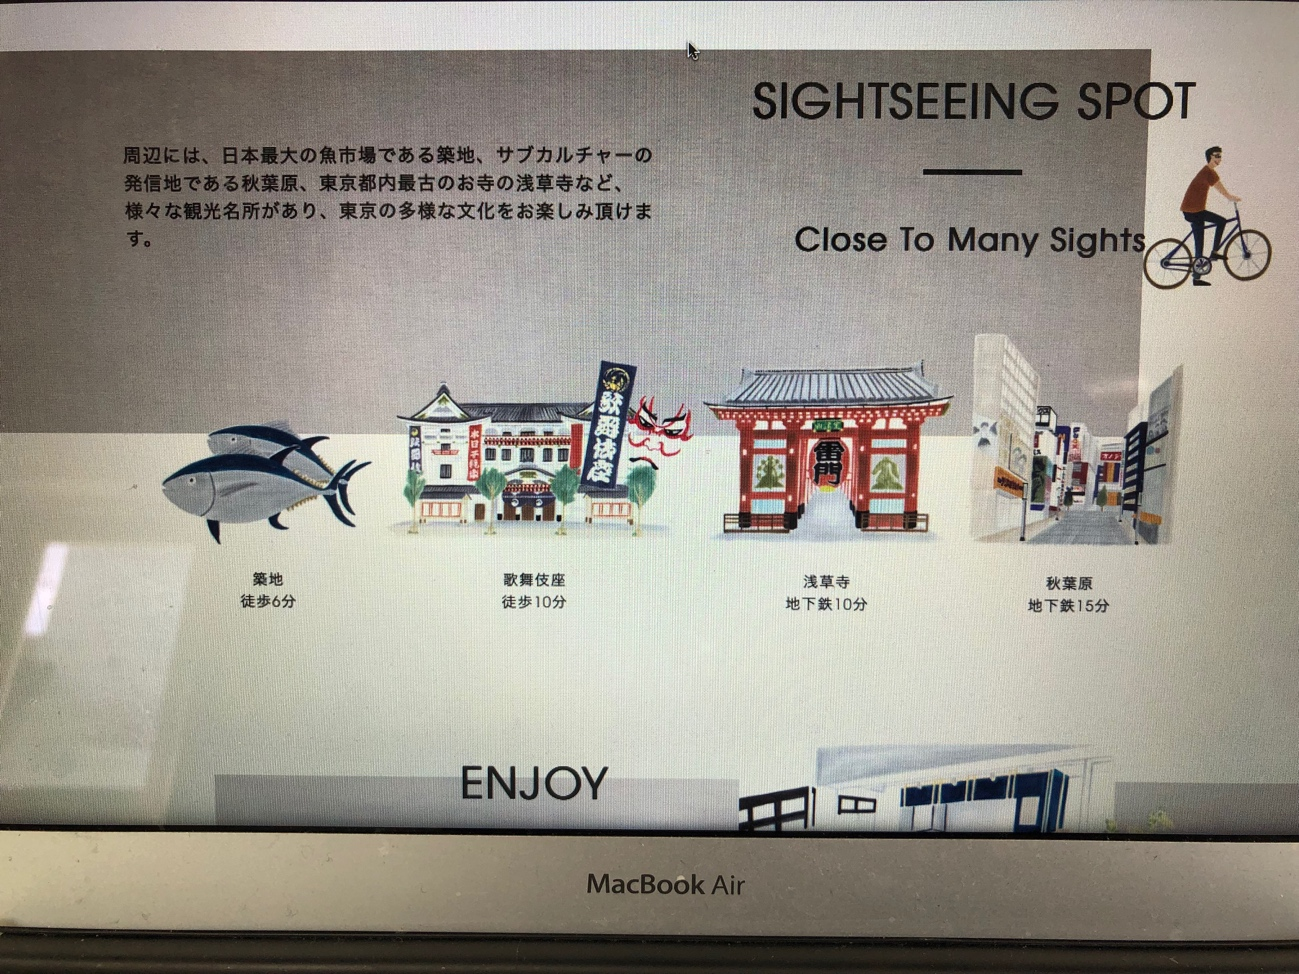 SIGHTSEEING SPOT
周辺には、日本最大の魚市場である築地、サブカルチャーの
発信地である秋葉原、東京都内最古のお寺の浅草寺など、
様々な観光名所があり、東京の多様な文化をお楽しみ頂けま
す。
Close To Many Sights
歌舞伎座
雷門
築地
徒歩6分
歌舞伎座
徒歩10分
浅草寺
地下鉄10分
秋葉原
地下鉄15分
ENJOY
MacBook Air